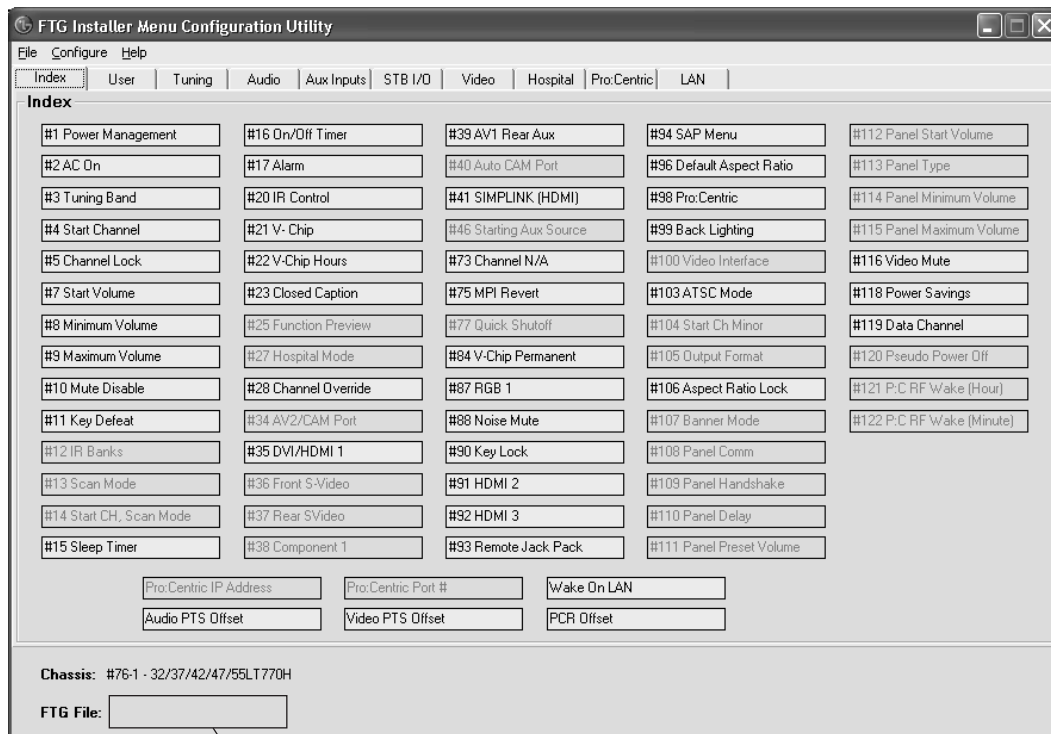 FTG Installer Menu Configuration Utility
File Configure Help
Index User Tuning Audio Aux Inputs STB I/O Video Hospital Pro:Centric LAN
Index
#1 Power Management #16 On/Off Timer #39 AV1 Rear Aux #94 SAP Menu #112 Panel Start Volume
#2 AC On #17 Alarm #40 Auto CAM Port #96 Default Aspect Ratio #113 Panel Type
#3 Tuning Band #20 IR Control #41 SIMPLINK (HDMI) #98 Pro:Centric #114 Panel Minimum Volume
#4 Start Channel #21 V- Chip #46 Starting Aux Source #99 Back Lighting #115 Panel Maximum Volume
#5 Channel Lock #22 V-Chip Hours #73 Channel N/A #100 Video Interface #116 Video Mute
#7 Start Volume #23 Closed Caption #75 MPI Revert #103 ATSC Mode #118 Power Savings
#8 Minimum Volume #25 Function Preview #77 Quick Shutoff #104 Start Ch Minor #119 Data Channel
#9 Maximum Volume #27 Hospital Mode #84 V-Chip Permanent #105 Output Format #120 Pseudo Power Off
#10 Mute Disable #28 Channel Override #87 RGB 1 #106 Aspect Ratio Lock #121 P:C RF Wake (Hour)
#11 Key Defeat #34 AV2/CAM Port #88 Noise Mute #107 Banner Mode #122 P:C RF Wake (Minute)
#12 IR Banks #35 DVI/HDMI 1 #90 Key Lock #108 Panel Comm
#13 Scan Mode #36 Front S-Video #91 HDMI 2 #109 Panel Handshake
#14 Start CH, Scan Mode #37 Rear SVideo #92 HDMI 3 #110 Panel Delay
#15 Sleep Timer #38 Component 1 #93 Remote Jack Pack #111 Panel Preset Volume
Pro:Centric IP Address Pro:Centric Port # Wake On LAN
Audio PTS Offset Video PTS Offset PCR Offset
Chassis: #76-1 - 32/37/42/47/55LT770H
FTG File: